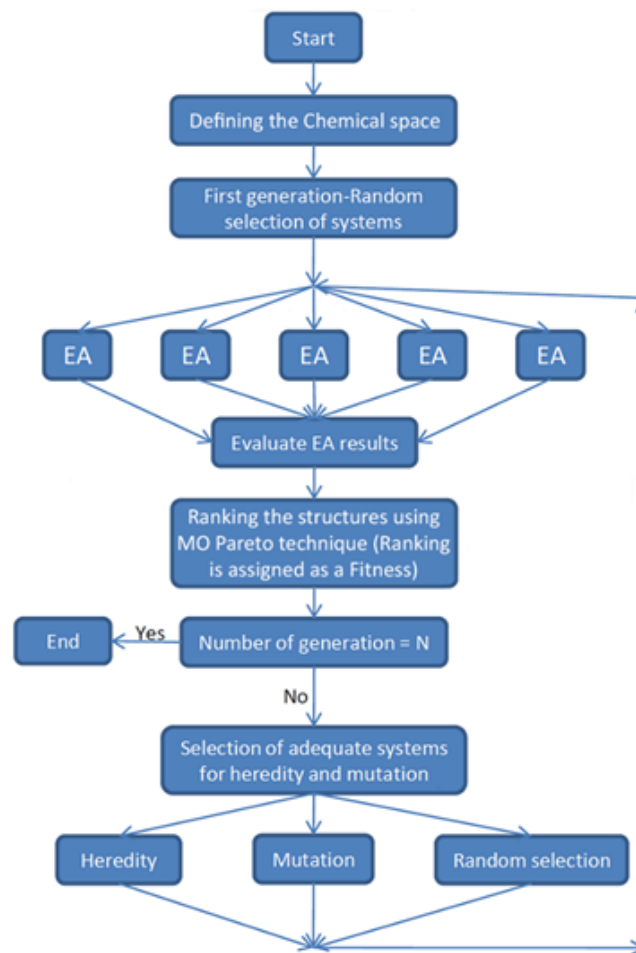 Start
Defining the Chemical space
First generation-Random
selection of systems
EA
EA
EA
EA
EA
Evaluate EA results
Ranking the structures using
MO Pareto technique (Ranking
is assigned as a Fitness)
End
Yes
Number of generation = N
No
Selection of adequate systems
for heredity and mutation
Heredity
Mutation
Random selection